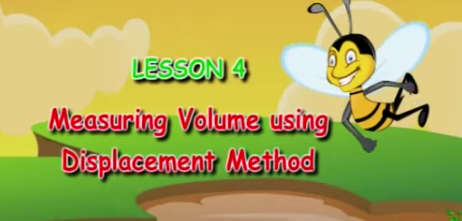 LESSON 4
Measuring Volume using
Displacement Method